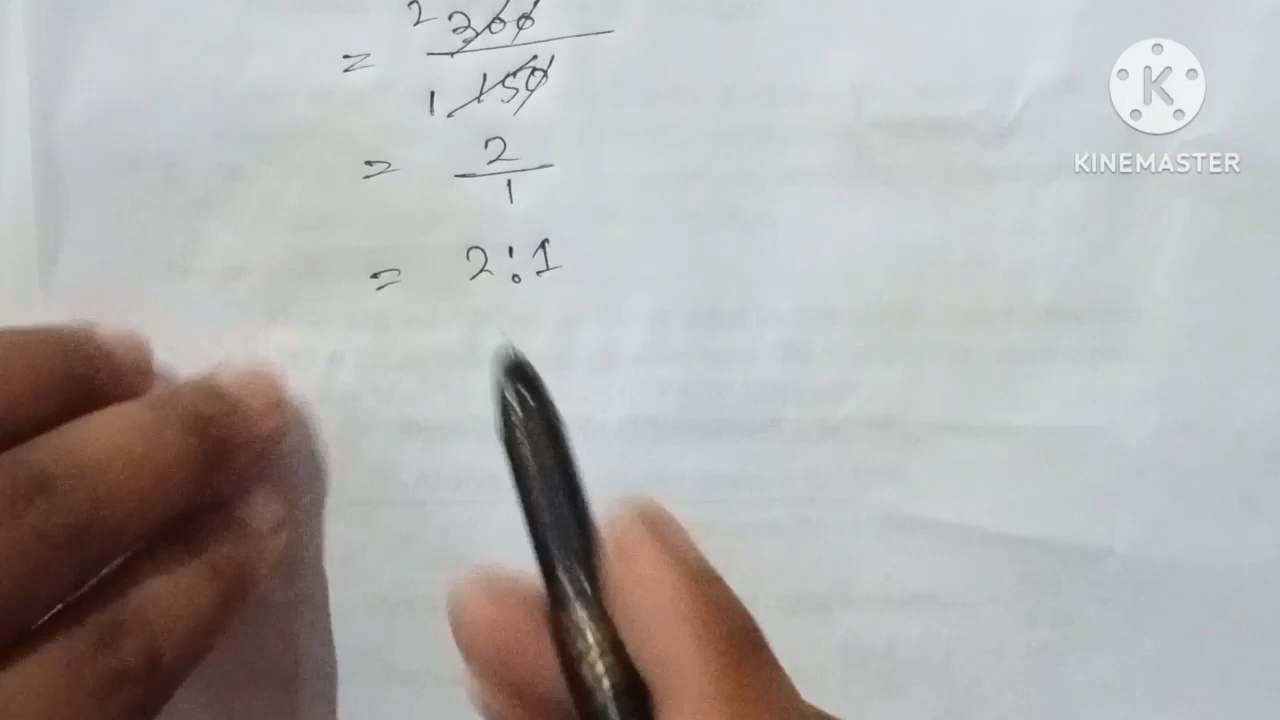 = 2 300
1 150
= 2
1
= 2:1
K
KINEMASTER